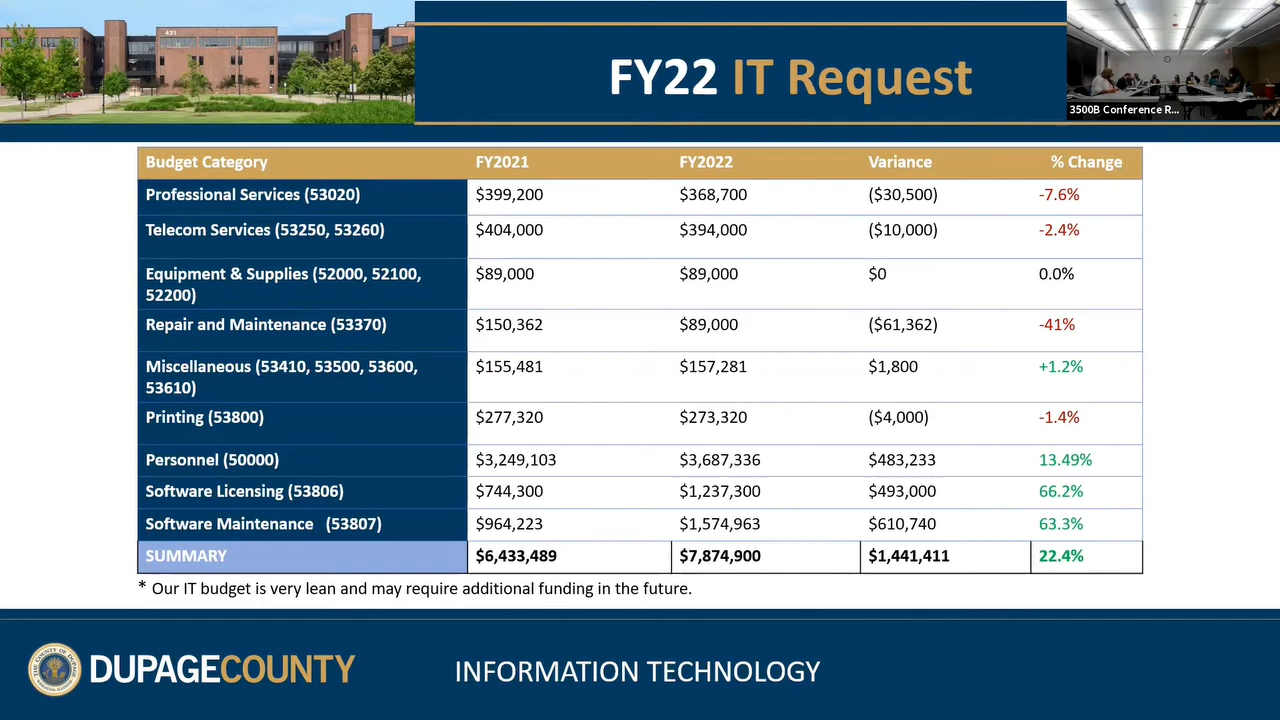 431
FY22 IT Request
3500B Conference R...
Budget Category FY2021 FY2022 Variance % Change
Professional Services (53020) $399,200 $368,700 ($30,500) -7.6%
Telecom Services (53250, 53260) $404,000 $394,000 ($10,000) -2.4%
Equipment & Supplies (52000, 52100, $89,000 $89,000 $0 0.0%
52200)
Repair and Maintenance (53370) $150,362 $89,000 ($61,362) -41%
Miscellaneous (53410, 53500, 53600, $155,481 $157,281 $1,800 +1.2%
53610)
Printing (53800) $277,320 $273,320 ($4,000) -1.4%
Personnel (50000) $3,249,103 $3,687,336 $483,233 13.49%
Software Licensing (53806) $744,300 $1,237,300 $493,000 66.2%
Software Maintenance (53807) $964,223 $1,574,963 $610,740 63.3%
SUMMARY $6,433,489 $7,874,900 $1,441,411 22.4%
* Our IT budget is very lean and may require additional funding in the future.
DUPAGECOUNTY
INFORMATION TECHNOLOGY